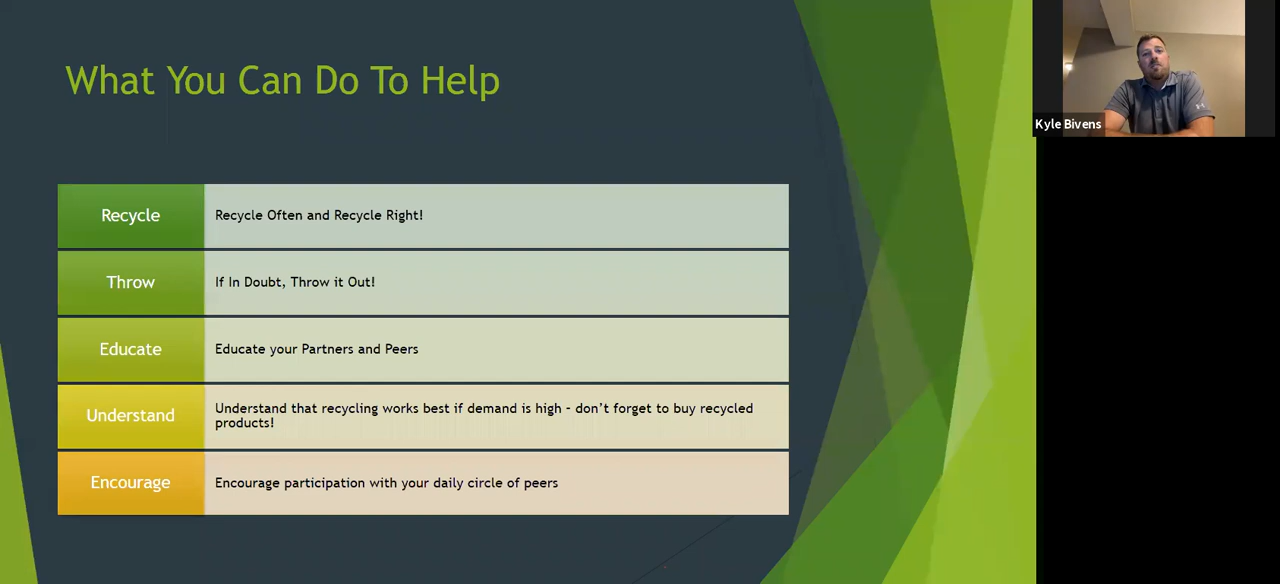 What You Can Do To Help
Kyle Bivens
Recycle
Recycle Often and Recycle Right!
Throw
If In Doubt, Throw it Out!
Educate
Educate your Partners and Peers
Understand
Understand that recycling works best if demand is high – don't forget to buy recycled
products!
Encourage
Encourage participation with your daily circle of peers